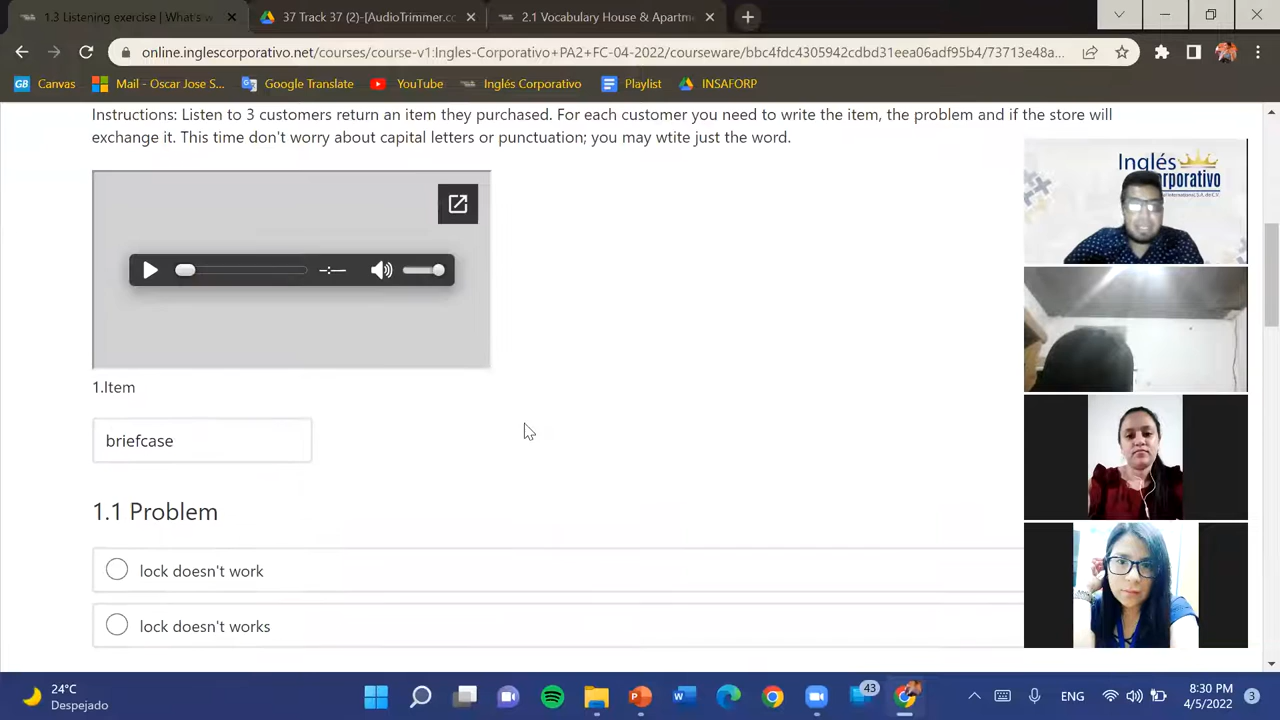 1.3 Listening exercise | What's w
37 Track 37 (2)-[AudioTrimmer.cc
2.1 Vocabulary House & Apartm
online.inglescorporativo.net/courses/course-v1:Ingles-Corporativo+PA2+FC-04-2022/courseware/bbc4fdc4305942cdbd31eea06adf95b4/73713e48a...
GB Canvas
Mail - Oscar Jose S...
Google Translate
YouTube
Inglés Corporativo
Playlist
INSAFORP
Instructions: Listen to 3 customers return an item they purchased. For each customer you need to write the item, the problem and if the store will
exchange it. This time don't worry about capital letters or punctuation; you may wtite just the word.
Inglés
rporativo
--:--
1.Item
briefcase
1.1 Problem
lock doesn't work
lock doesn't works
24°C
Despejado
43
ENG
8:30 PM
4/5/2022
3